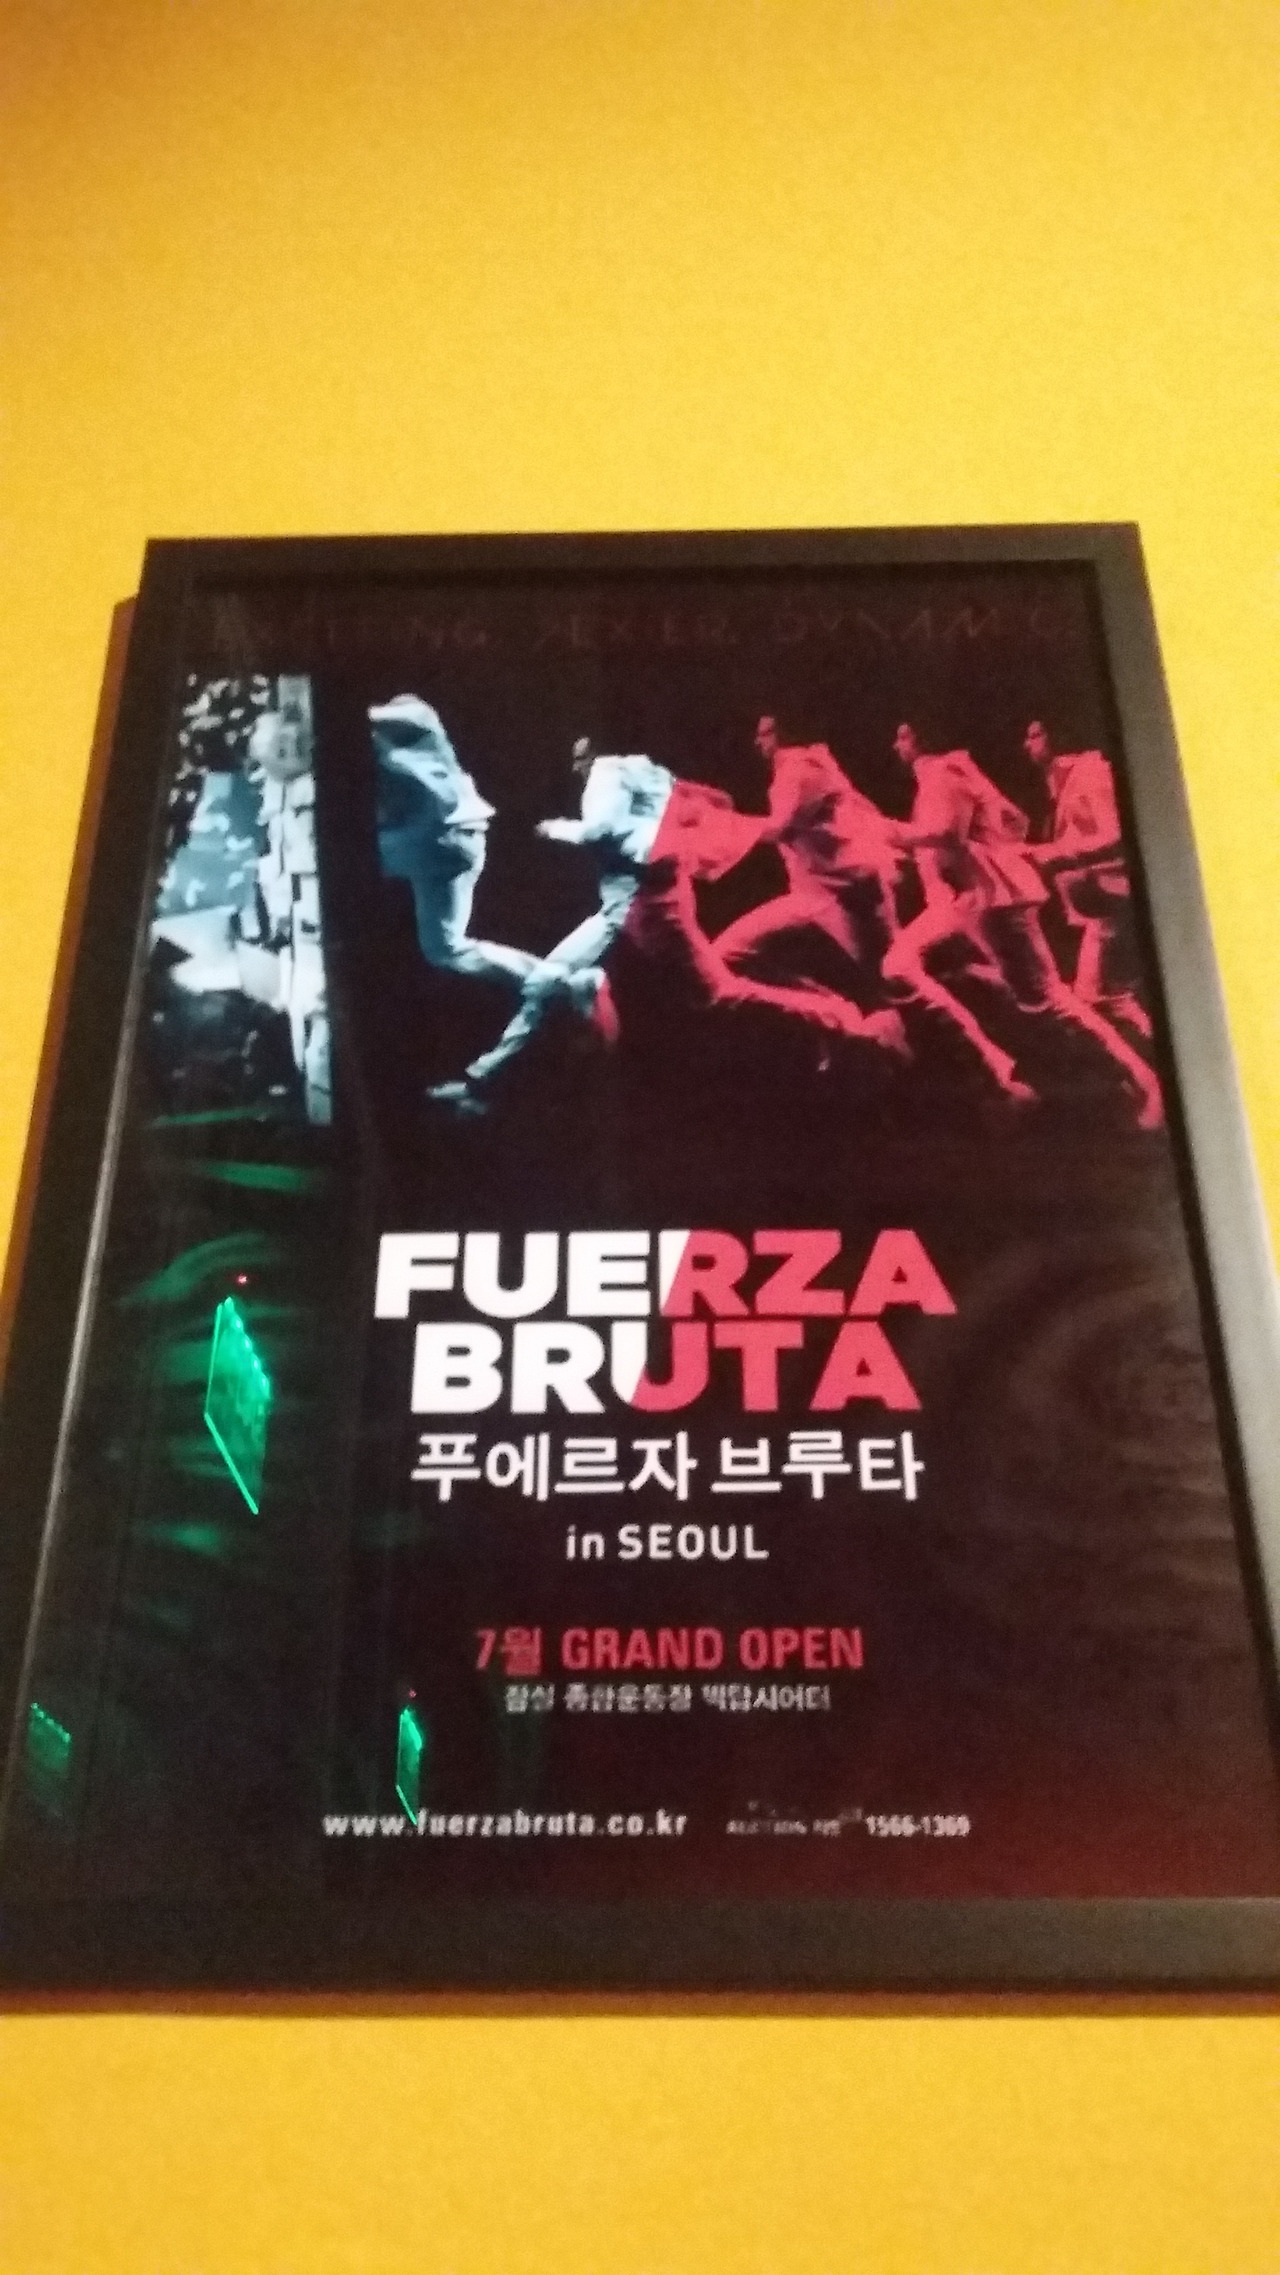 FUERZA
BRUTA
푸에르자 브루타
in SEOUL
7월 GRAND OPEN
잠실 종합운동장 빅탑시어터
www.fuerzabruta.co.kr 1566-1369